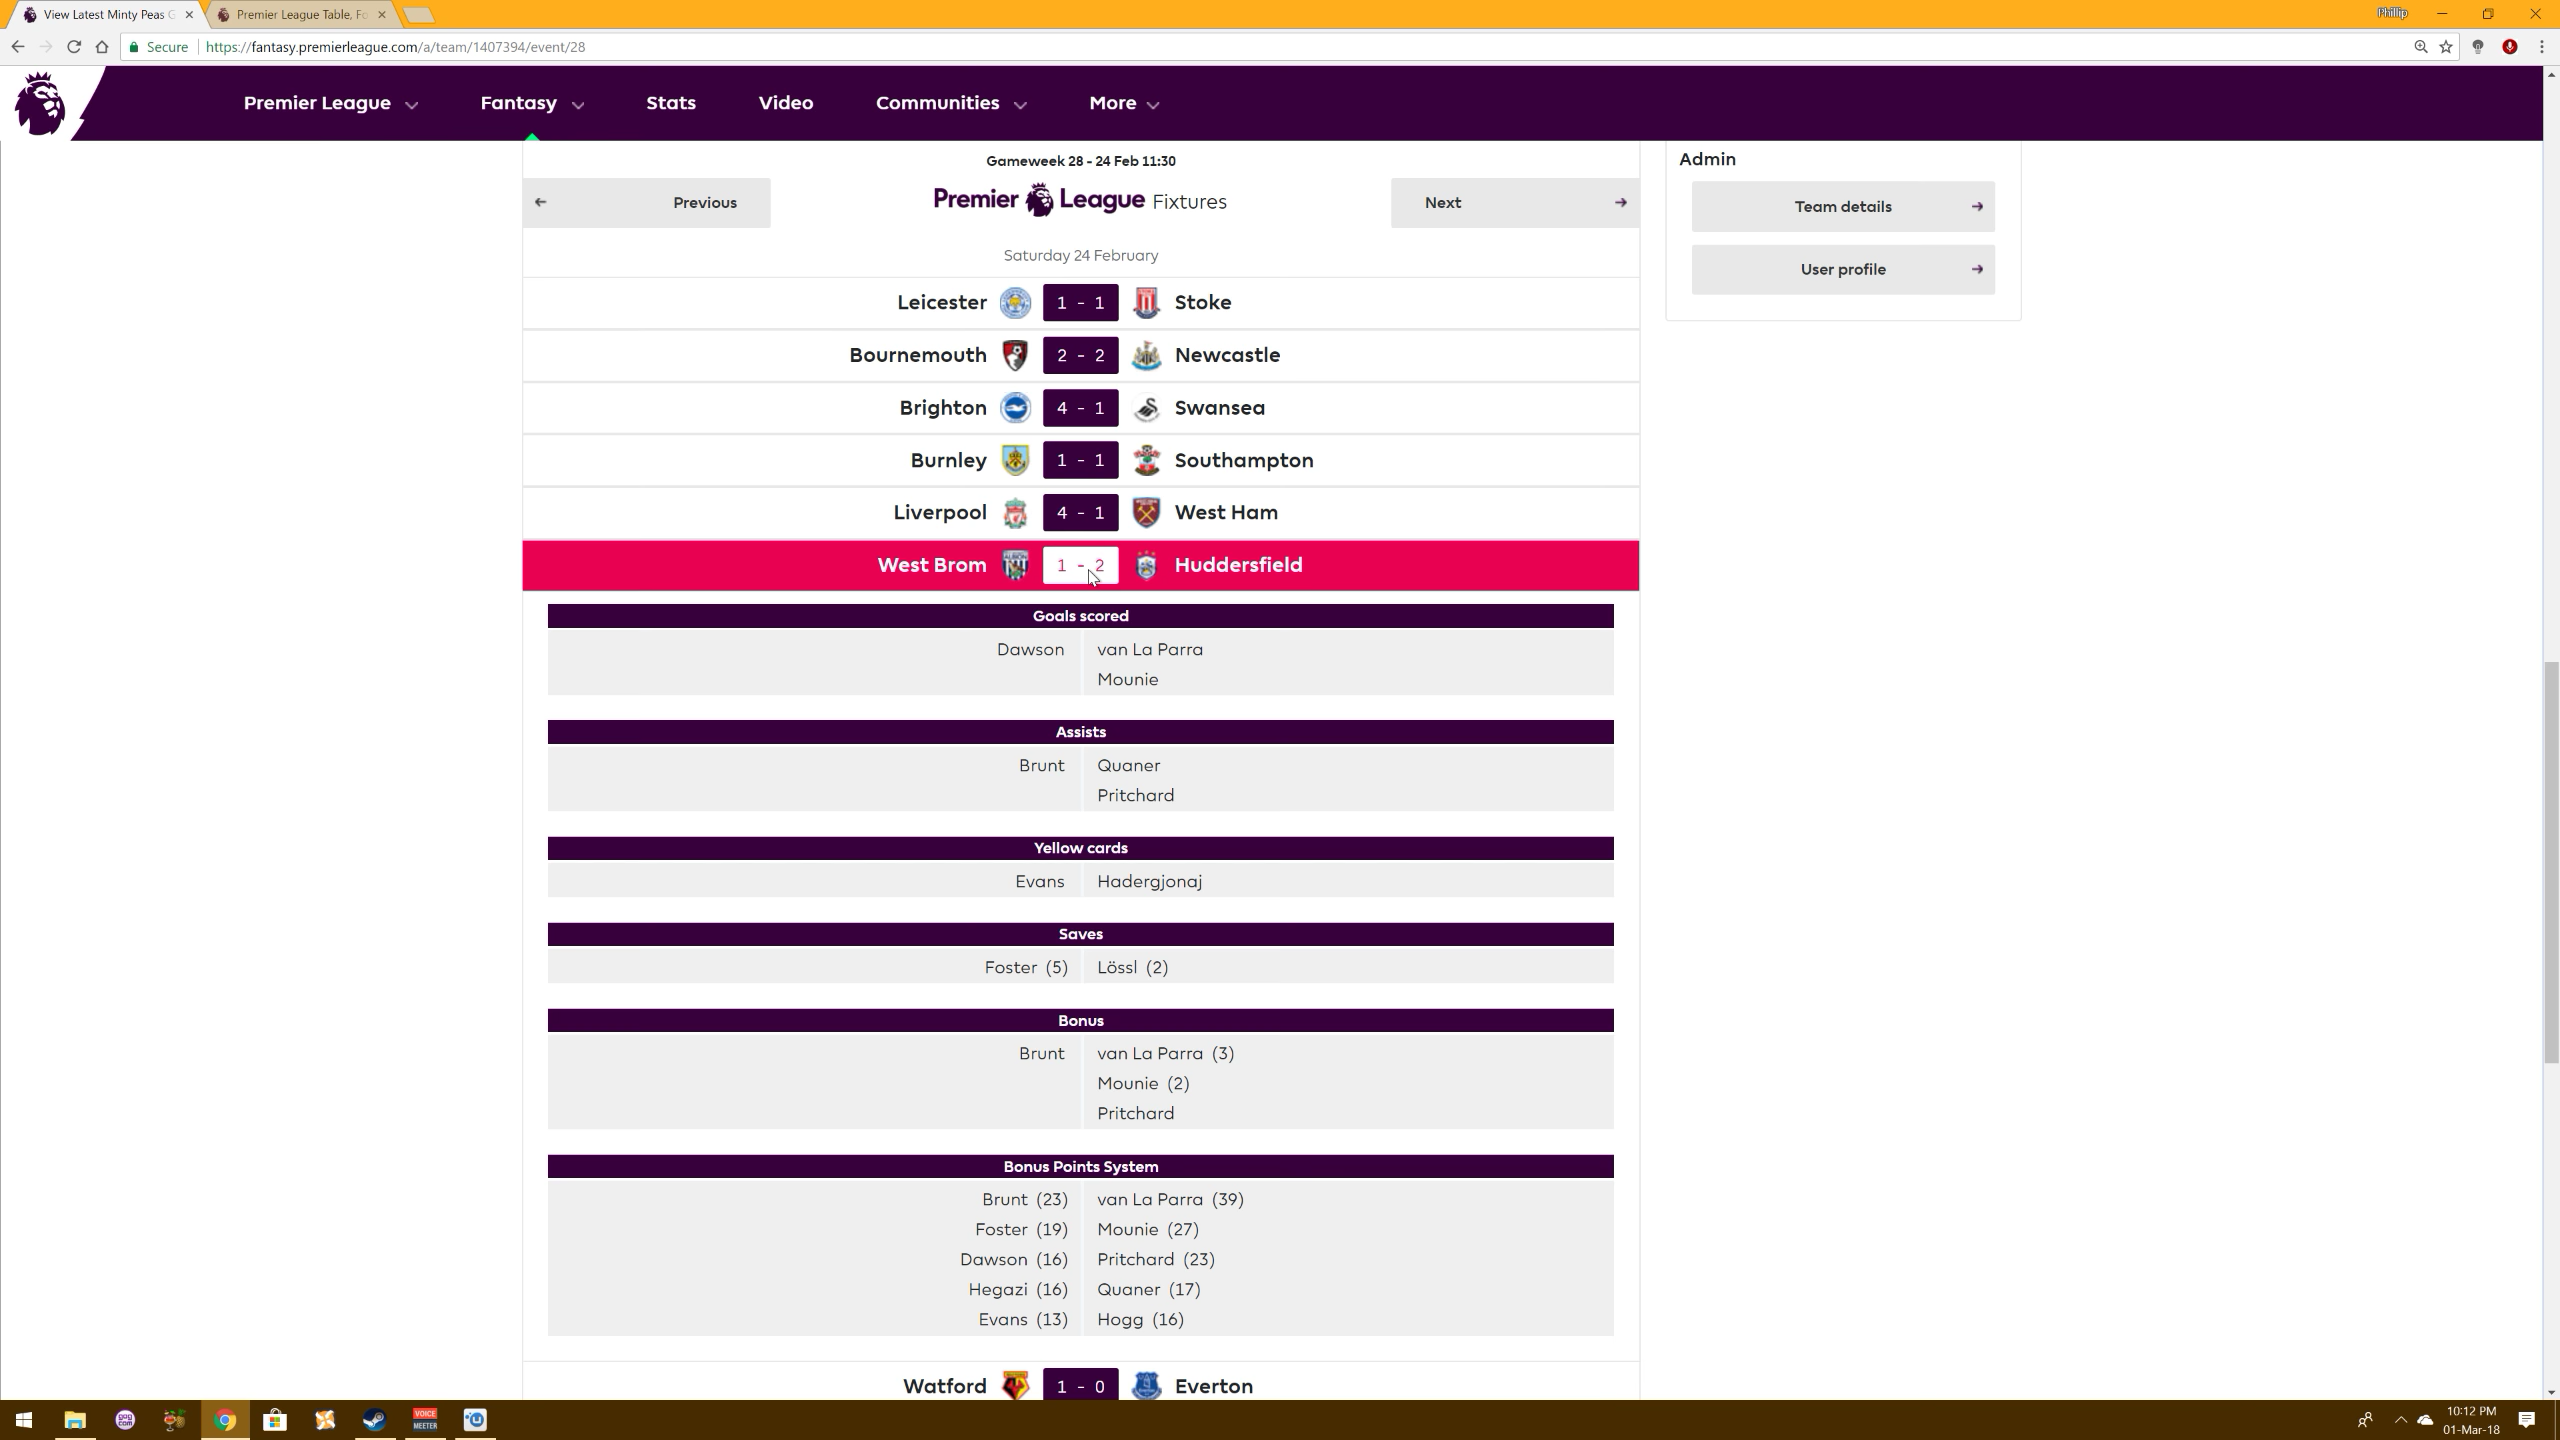 View Latest Minty Peas G
Premier League Table, Fo
Phillip
Secure
https://fantasy.premierleague.com/a/team/1407394/event/28
Premier League
Fantasy
Stats
Video
Communities
More
Gameweek 28 - 24 Feb 11:30
Previous
Premier League Fixtures
Next
Admin
Team details
User profile
Saturday 24 February
Leicester 1 - 1 Stoke
Bournemouth 2 - 2 Newcastle
Brighton 4 - 1 Swansea
Burnley 1 - 1 Southampton
Liverpool 4 - 1 West Ham
West Brom 1 - 2 Huddersfield
Goals scored
Dawson van La Parra
Mounie
Assists
Brunt Quaner
Pritchard
Yellow cards
Evans Hadergjonaj
Saves
Foster (5) Lössl (2)
Bonus
Brunt van La Parra (3)
Mounie (2)
Pritchard
Bonus Points System
Brunt (23) van La Parra (39)
Foster (19) Mounie (27)
Dawson (16) Pritchard (23)
Hegazi (16) Quaner (17)
Evans (13) Hogg (16)
Watford 1 - 0 Everton
GOG COM
VOICE
MEETER
10:12 PM
01-Mar-18